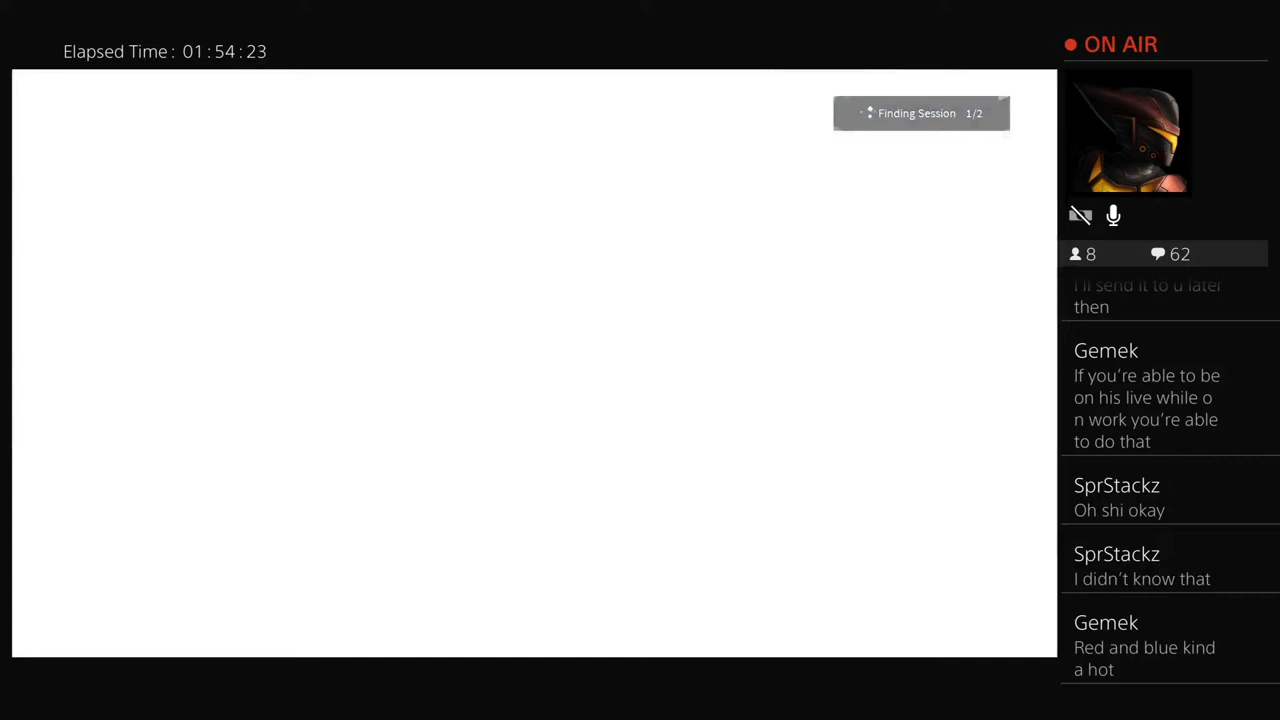 Elapsed Time: 01:54:23
ON AIR
Finding Session 1/2
8 62
I'll send it to u later
then
Gemek
If you're able to be
on his live while o
n work you're able
to do that
SprStackz
Oh shi okay
SprStackz
I didn't know that
Gemek
Red and blue kind
a hot